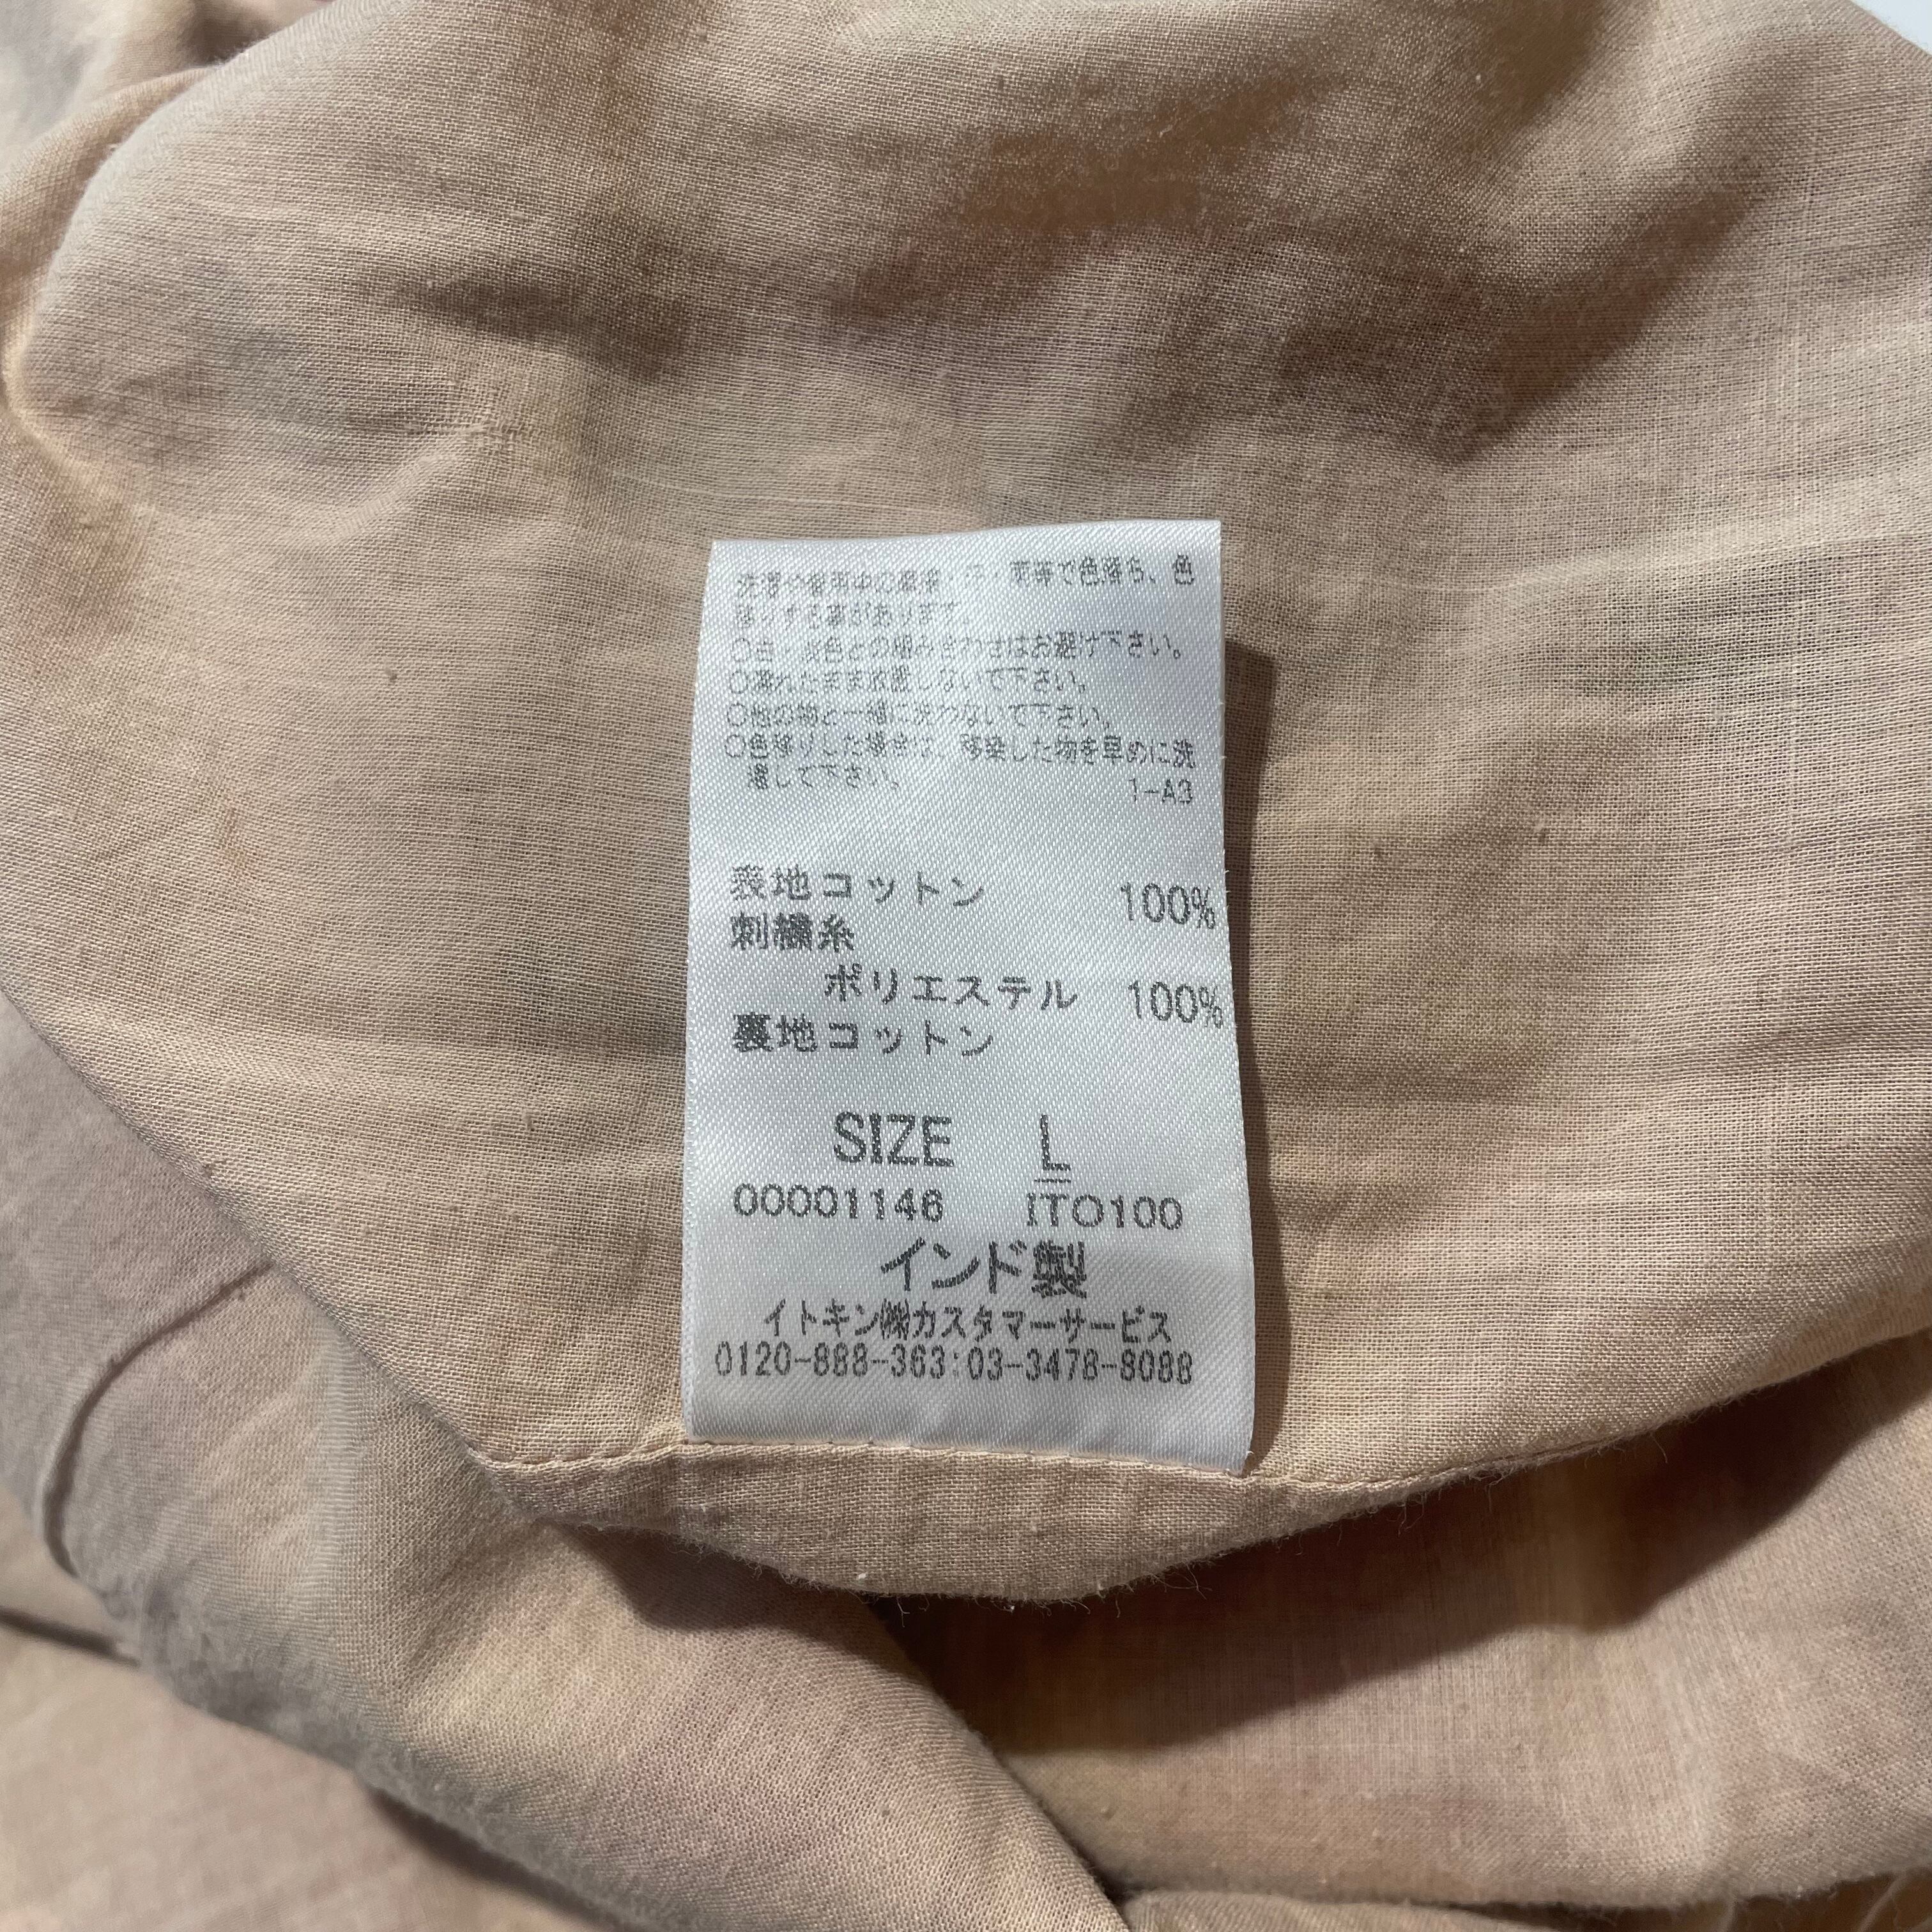 洗濯や着用中の摩擦・汗・雨等で色落ち、色
移りする事があります。
○白・淡色との組み合わせはお避け下さい。
○濡れたまま放置しないで下さい。
○他の物と一緒に洗わないで下さい。
○色移りした場合は、移染した物を早めに洗
濯して下さい。
1-A3
表地コットン 100%
刺繍糸
ポリエステル 100%
裏地コットン
SIZE L
00001146 ITO100
インド製
イトキン㈱カスタマーサービス
0120-888-363:03-3478-8088